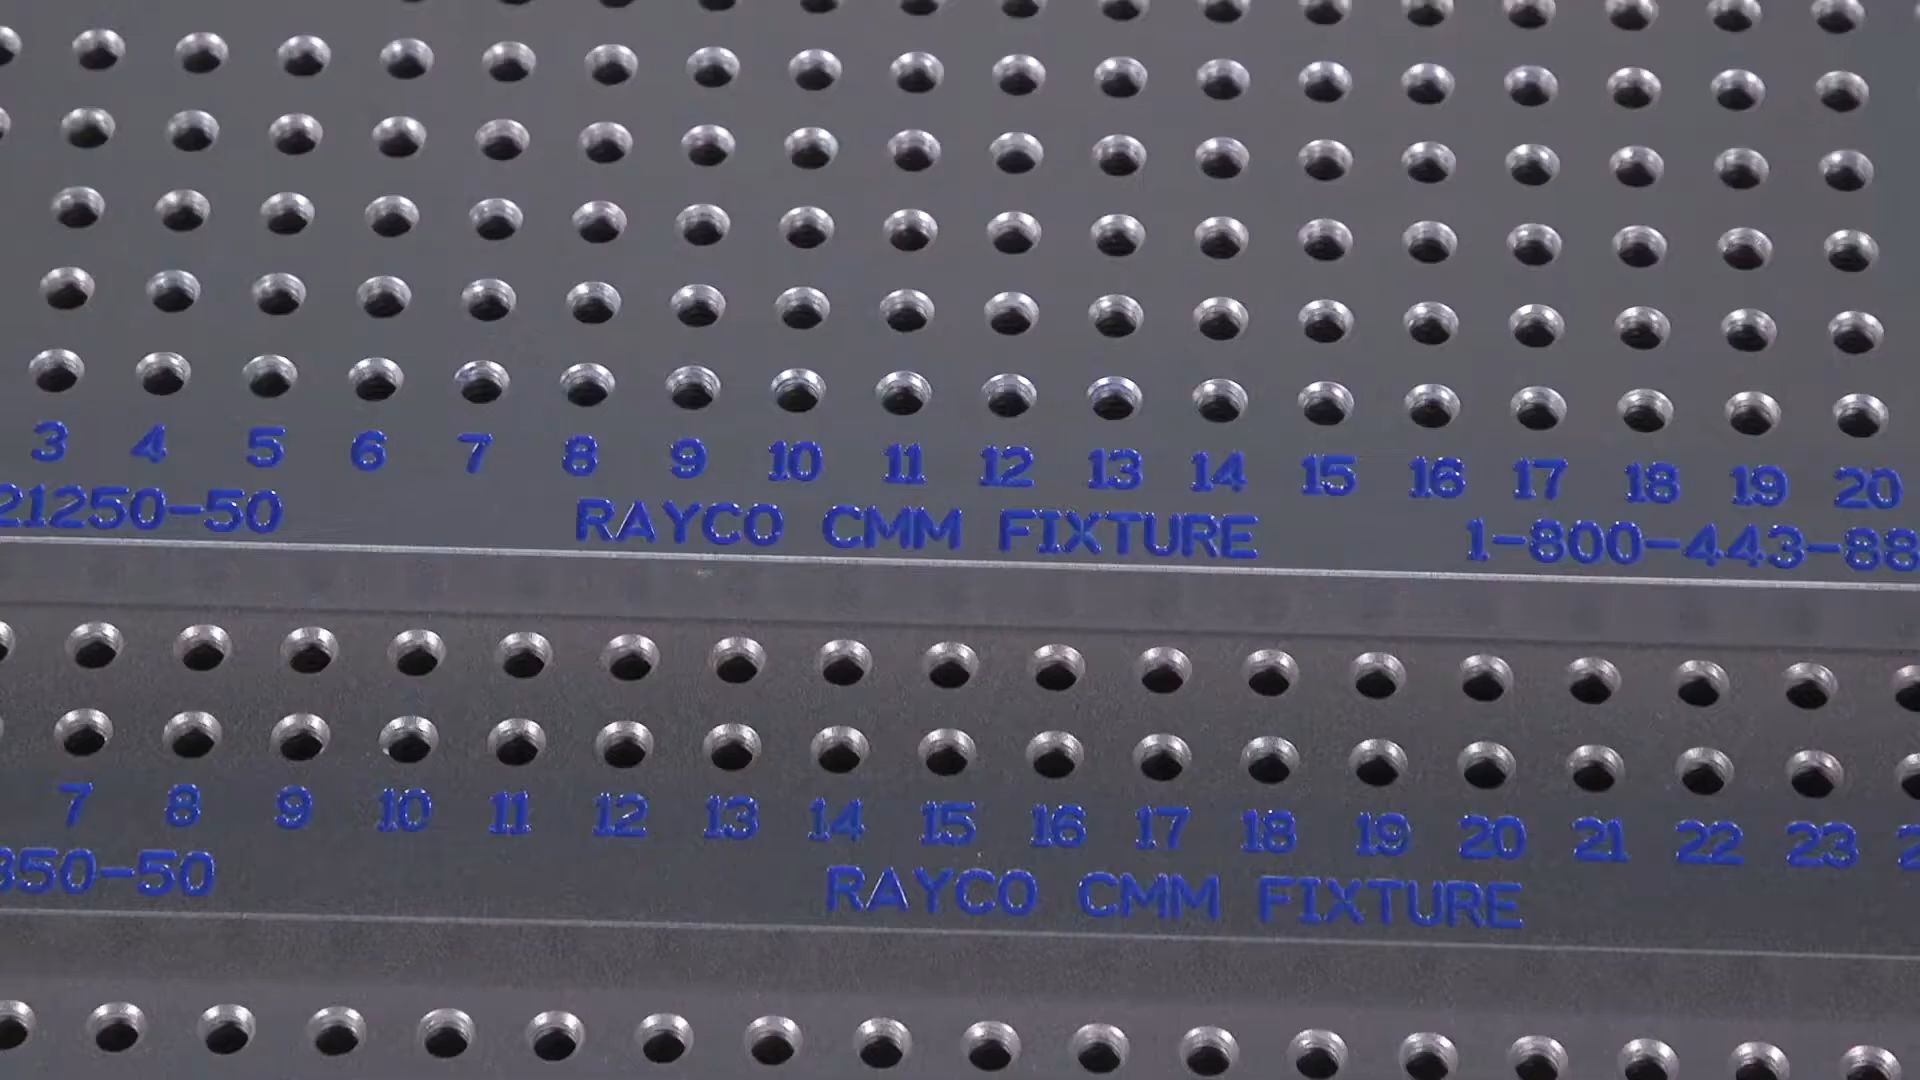 3 4 5 6 7 8 9 10 11 12 13 14 15 16 17 18 19 20
21250-50 RAYCO CMM FIXTURE 1-800-443-88
7 8 9 10 11 12 13 14 15 16 17 18 19 20 21 22 23 2
350-50 RAYCO CMM FIXTURE